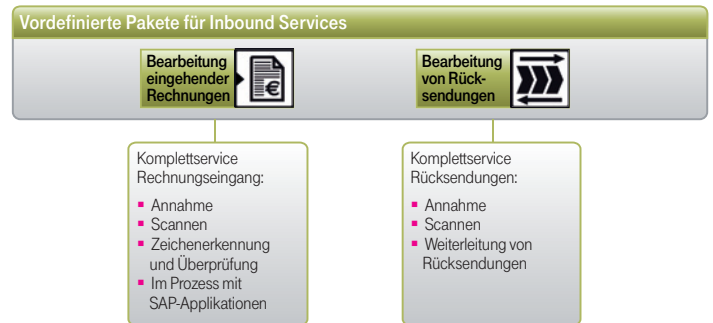 Vordefinierte Pakete für Inbound Services
Bearbeitung
eingehender
Rechnungen
€
Bearbeitung
von Rück-
sendungen
Komplettservice
Rechnungseingang:
▪ Annahme
▪ Scannen
▪ Zeichenerkennung
und Überprüfung
▪ Im Prozess mit
SAP-Applikationen
Komplettservice
Rücksendungen:
▪ Annahme
▪ Scannen
▪ Weiterleitung von
Rücksendungen